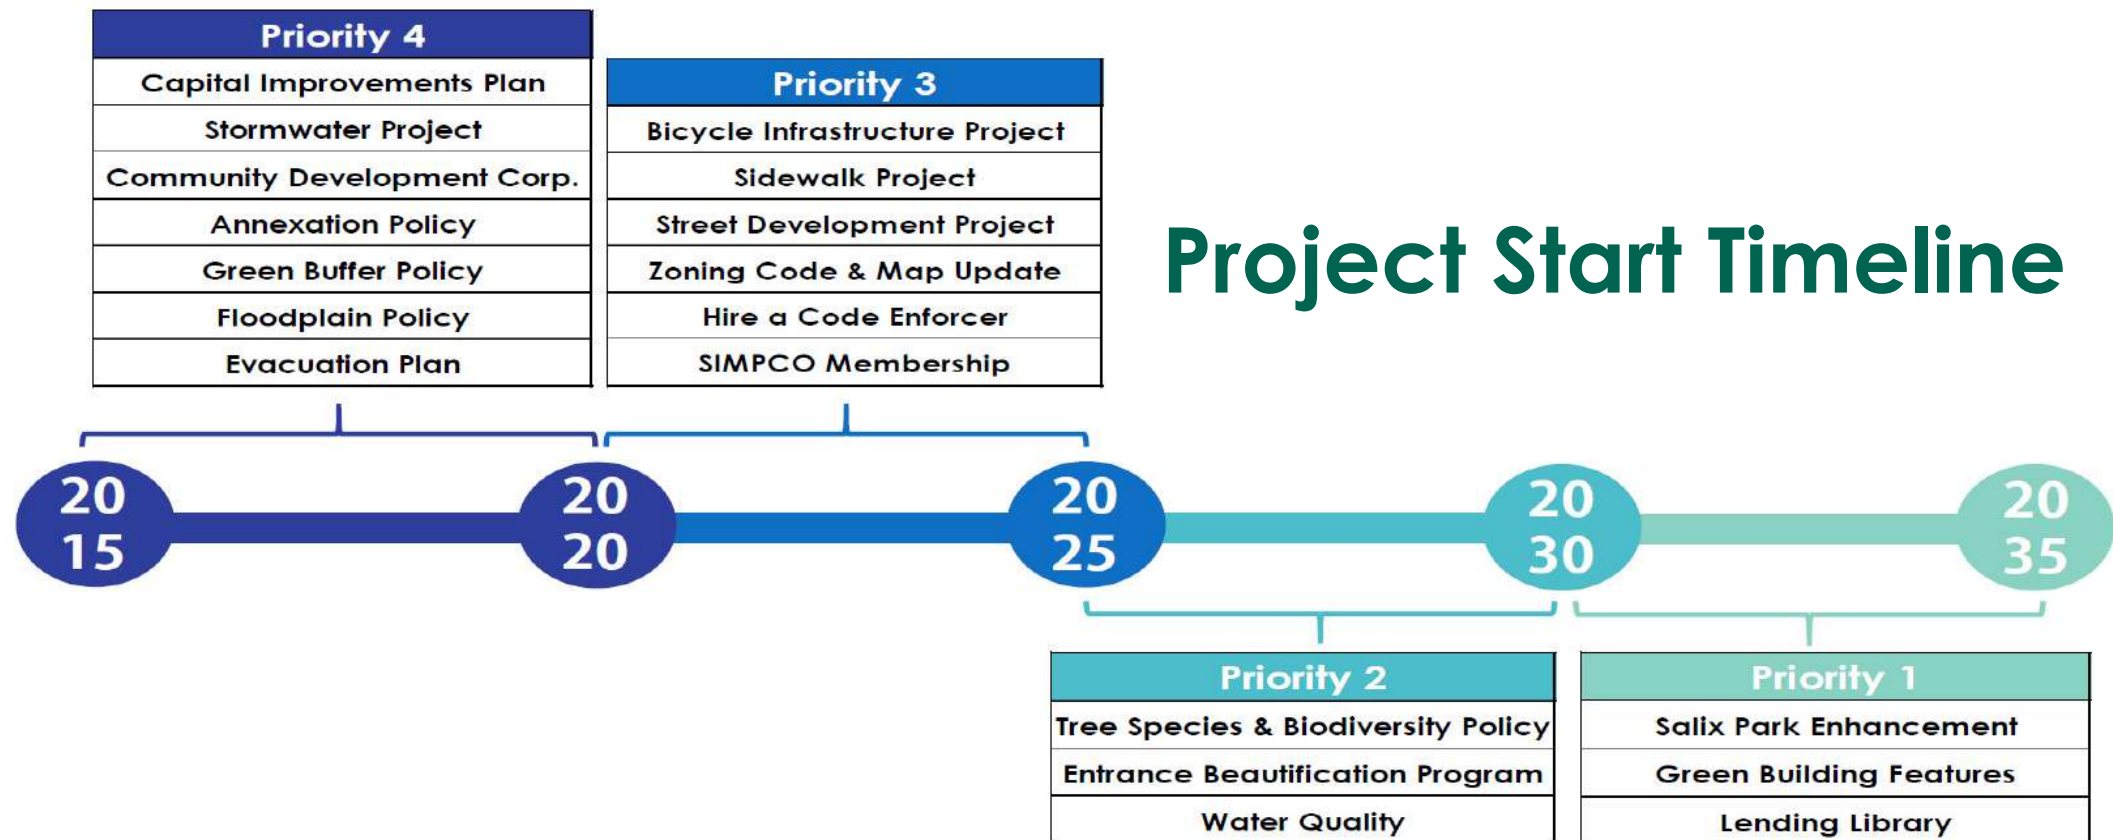 Priority 4
Capital Improvements Plan
Stormwater Project
Community Development Corp.
Annexation Policy
Green Buffer Policy
Floodplain Policy
Evacuation Plan
Priority 3
Bicycle Infrastructure Project
Sidewalk Project
Street Development Project
Zoning Code & Map Update
Hire a Code Enforcer
SIMPCO Membership
Project Start Timeline
20
15
20
20
20
25
20
30
20
35
Priority 2
Tree Species & Biodiversity Policy
Entrance Beautification Program
Water Quality
Priority 1
Salix Park Enhancement
Green Building Features
Lending Library